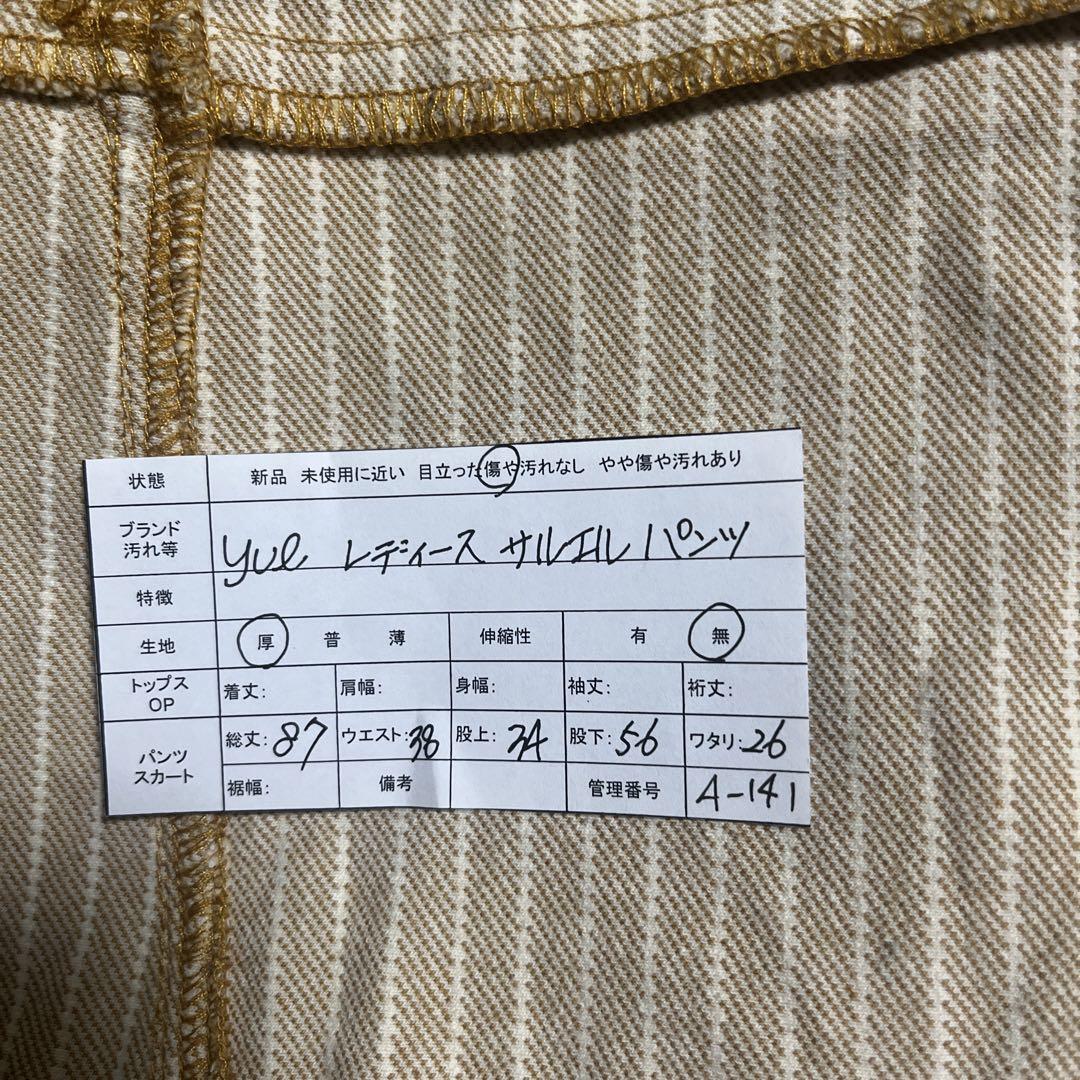 状態 新品 未使用に近い 目立った傷や汚れなし やや傷や汚れあり
ブランド
汚れ等
yue レディース サルエルパンツ
特徴
生地 厚 普 薄 伸縮性 有 無
トップス
OP
着丈: 肩幅: 身幅: 袖丈: 裄丈:
パンツ
スカート
総丈:87 ウエスト:38 股上:34 股下:56 ワタリ:26
裾幅: 備考 管理番号 A-141